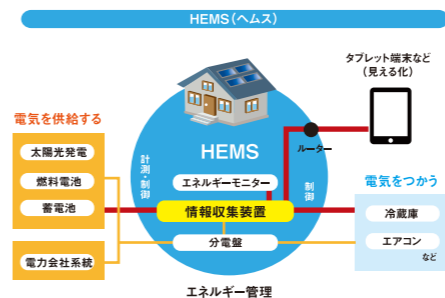 HEMS（ヘムス）
タブレット端末など
（見える化）
電気を供給する
太陽光発電
燃料電池
蓄電池
電力会社系統
計測・制御
HEMS
エネルギーモニター
情報収集装置
分電盤
制御
ルーター
電気をつかう
冷蔵庫
エアコン
など
エネルギー管理